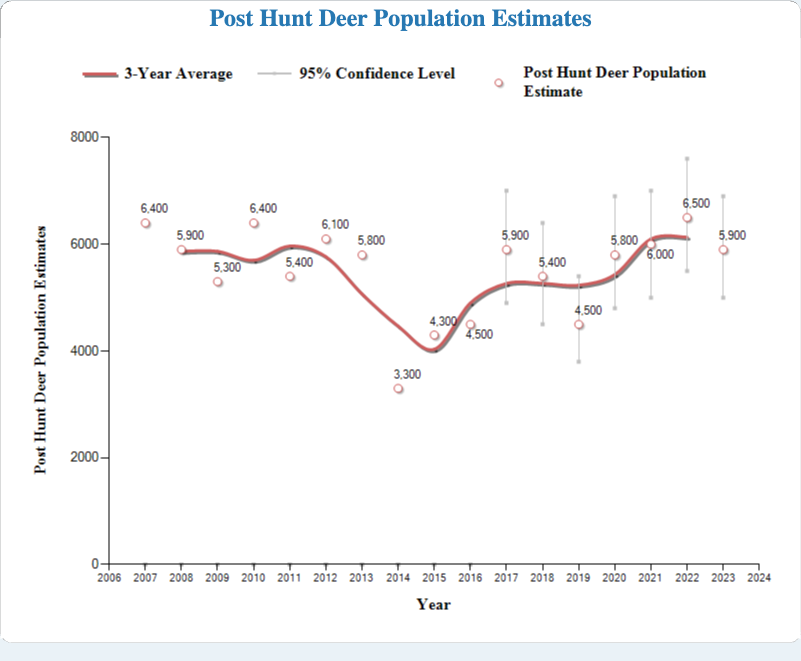 Post Hunt Deer Population Estimates
3-Year Average
95% Confidence Level
Post Hunt Deer Population
Estimate
Post Hunt Deer Population Estimates
8000
6000
4000
2000
0
6,400
5,900
5,300
6,400
5,400
6,100
5,800
3,300
4,300
4,500
5,900
5,400
4,500
5,800
6,000
6,500
5,900
2006 2007 2008 2009 2010 2011 2012 2013 2014 2015 2016 2017 2018 2019 2020 2021 2022 2023 2024
Year